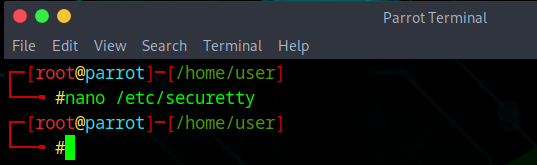 Parrot Terminal
File Edit View Search Terminal Help
┌─[root@parrot]─[/home/user]
└──╼ #nano /etc/securetty
┌─[root@parrot]─[/home/user]
└──╼ #